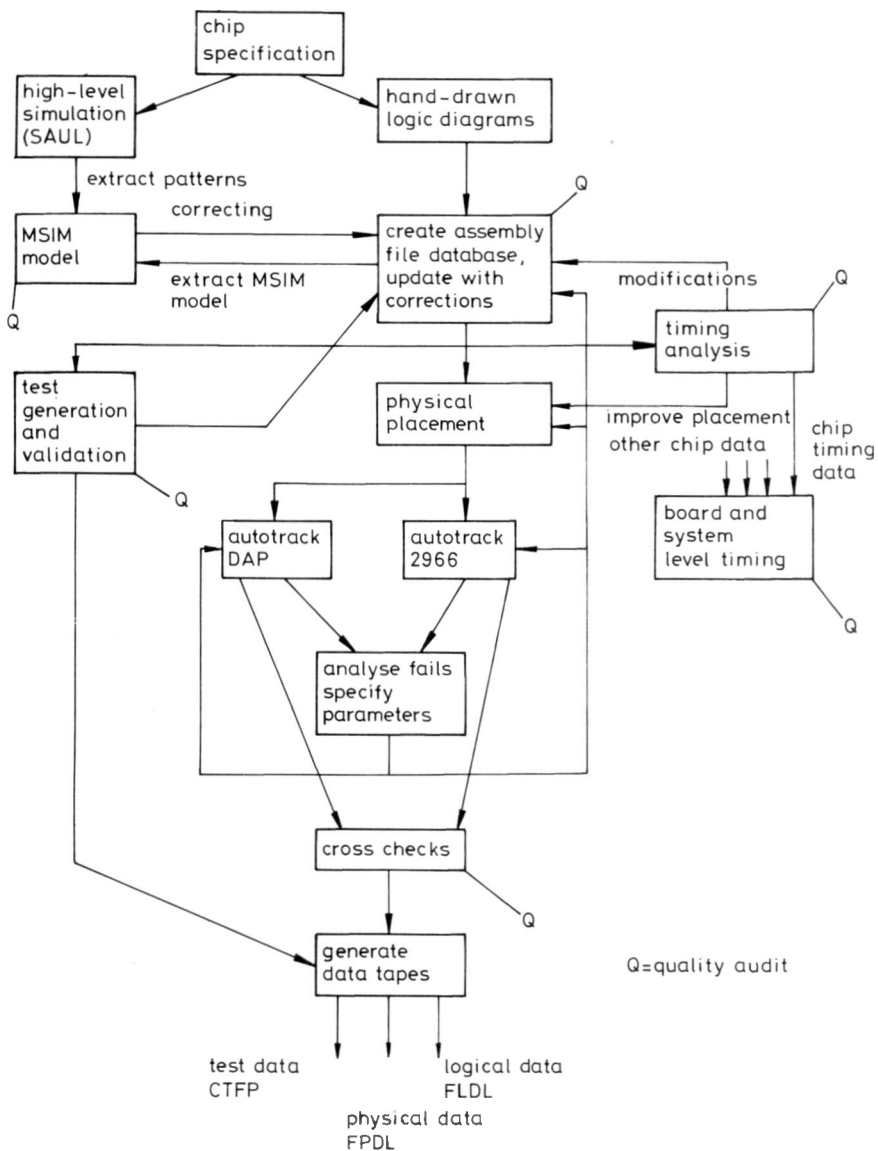 chip
specification
high-level
simulation
(SAUL)
hand-drawn
logic diagrams
extract patterns
correcting
Q
MSIM
model
create assembly
file database,
update with
corrections
extract MSIM
model
modifications
Q
Q
timing
analysis
test
generation
and
validation
physical
placement
improve placement
other chip data
chip
timing
data
Q
autotrack
DAP
autotrack
2966
board and
system
level timing
Q
analyse fails
specify
parameters
cross checks
Q
generate
data tapes
Q=quality audit
test data
CTFP
logical data
FLDL
physical data
FPDL